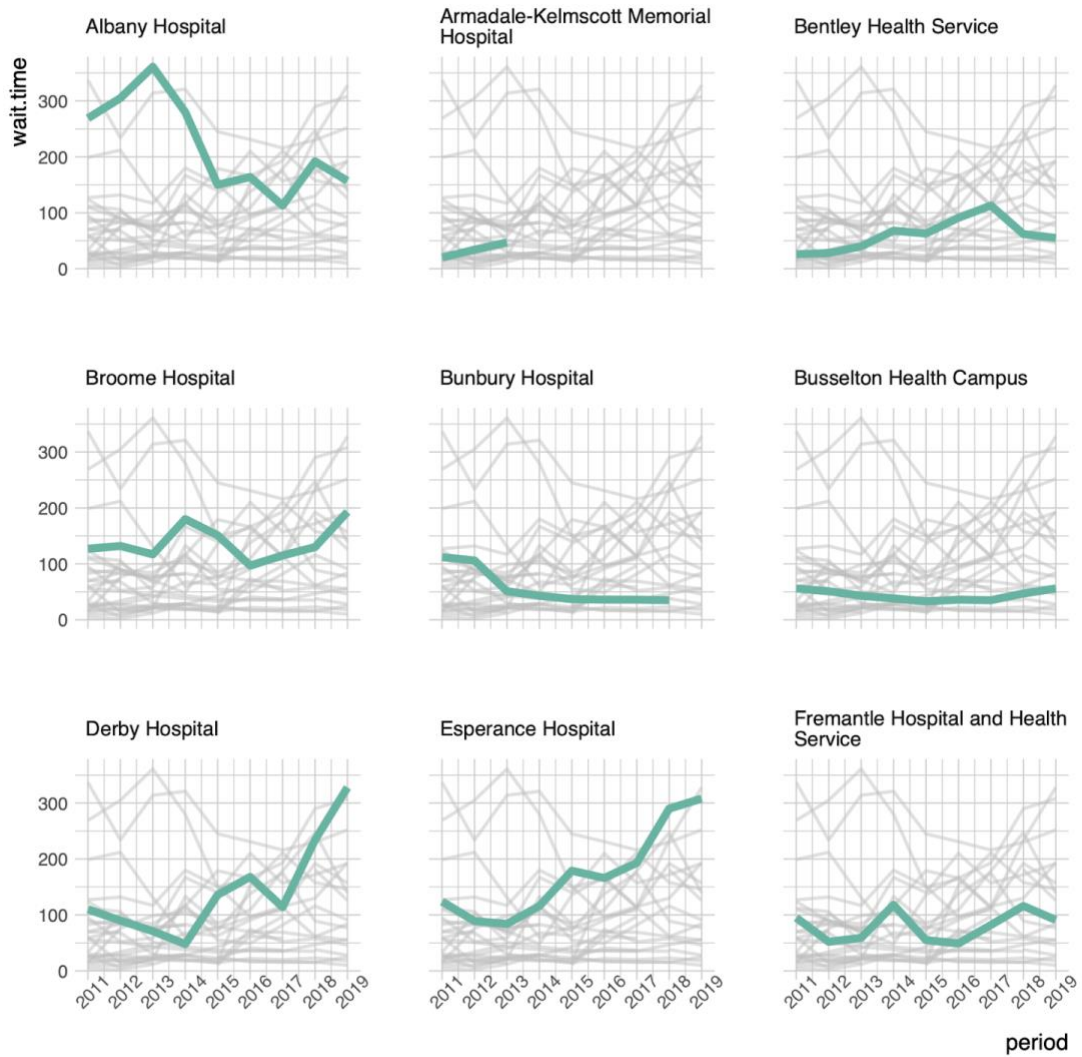 Albany Hospital
Armadale-Kelmscott Memorial
Hospital
Bentley Health Service
wait.time
300
200
100
0
Broome Hospital
Bunbury Hospital
Busselton Health Campus
300
200
100
0
Derby Hospital
Esperance Hospital
Fremantle Hospital and Health
Service
300
200
100
0
2011 2012 2013 2014 2015 2016 2017 2018 2019
2011 2012 2013 2014 2015 2016 2017 2018 2019
2011 2012 2013 2014 2015 2016 2017 2018 2019
period